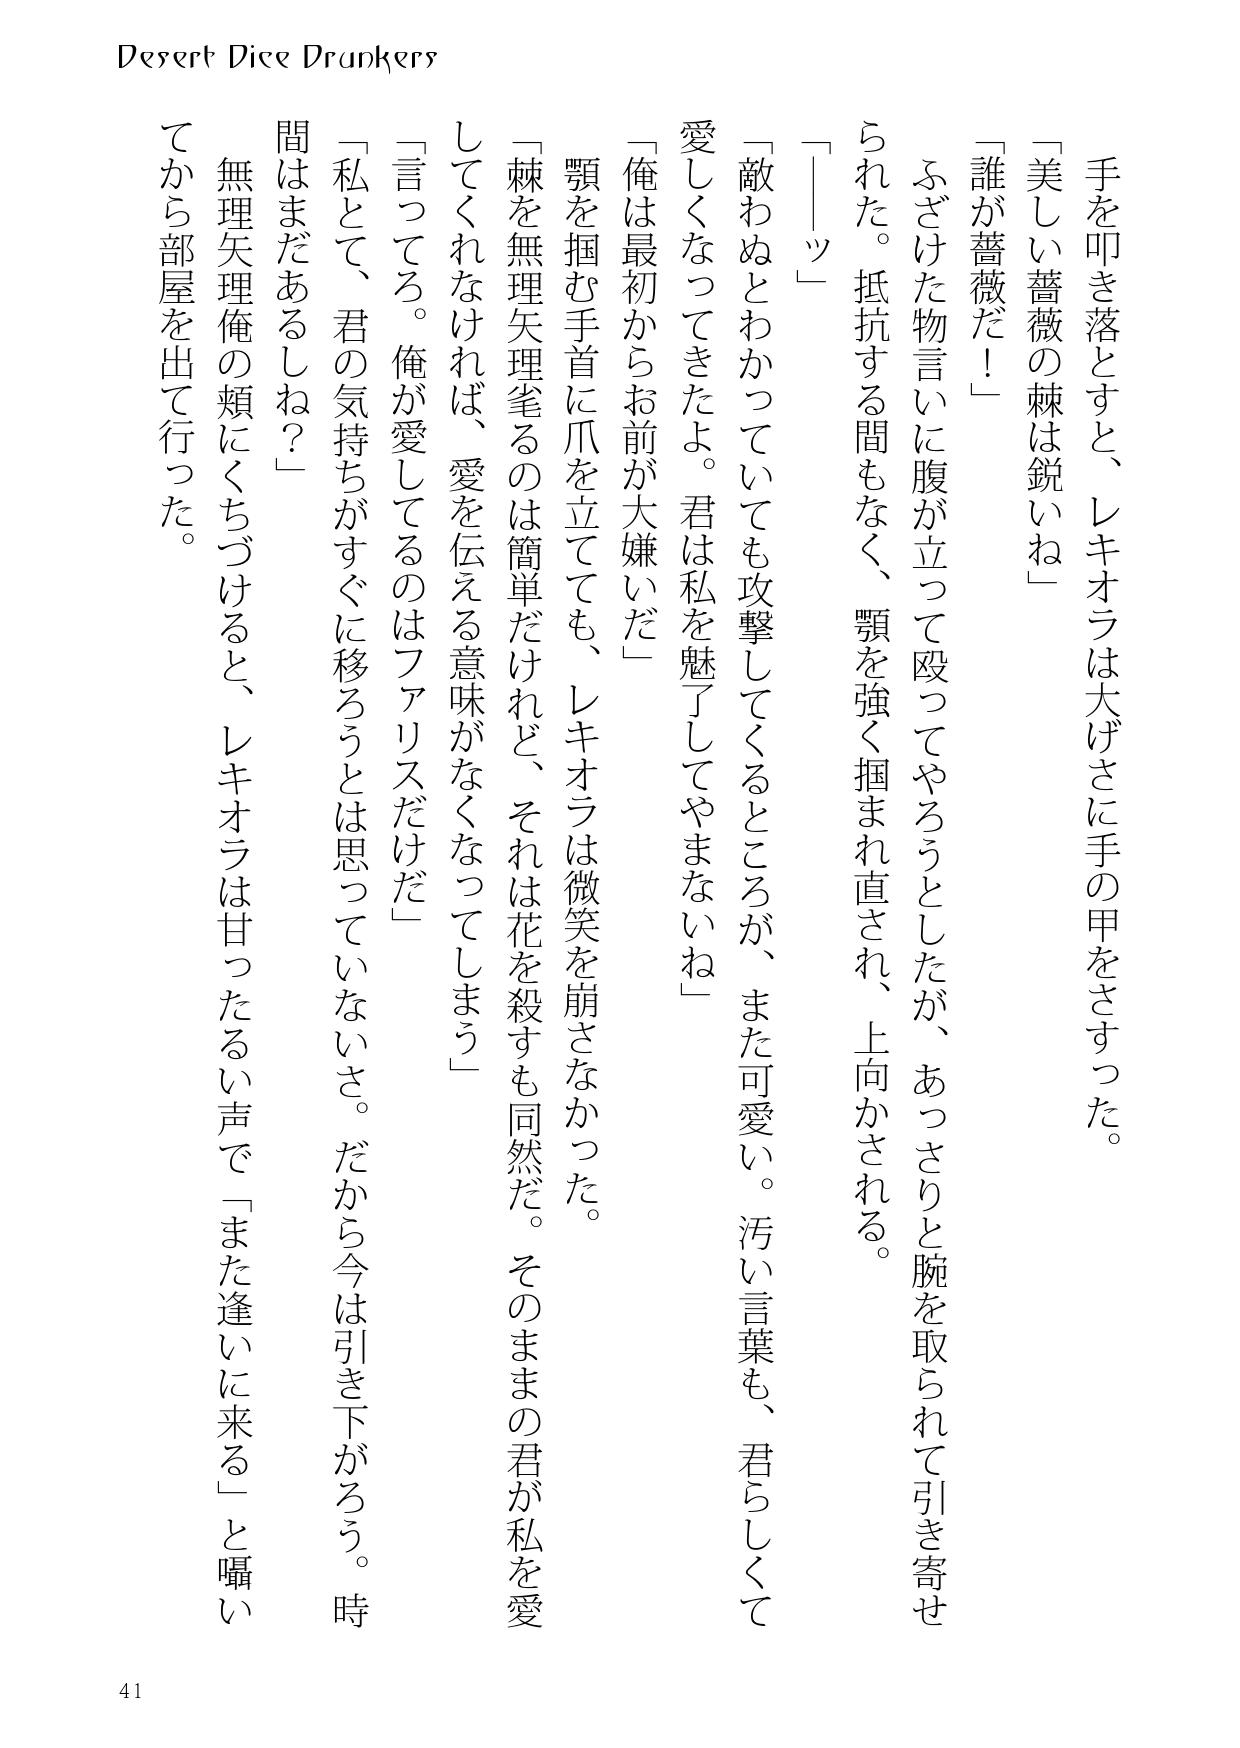 Desert Dice Drunkers
　手を叩き落とすと、レキオラは大げさに手の甲をさすった。
「美しい薔薇の棘は鋭いね」
「誰が薔薇だ！」
　ふざけた物言いに腹が立って殴ってやろうとしたが、あっさりと腕を取られて引き寄せ
られた。抵抗する間もなく、顎を強く掴まれ直され、上向かされる。
「――ッ」
「敵わぬとわかっていても攻撃してくるところが、また可愛い。汚い言葉も、君らしくて
愛しくなってきたよ。君は私を魅了してやまないね」
「俺は最初からお前が大嫌いだ」
　顎を掴む手首に爪を立てても、レキオラは微笑を崩さなかった。
「棘を無理矢理毟るのは簡単だけれど、それは花を殺すも同然だ。そのままの君が私を愛
してくれなければ、愛を伝える意味がなくなってしまう」
「言ってろ。俺が愛してるのはファリスだけだ」
「私とて、君の気持ちがすぐに移ろうとは思っていないさ。だから今は引き下がろう。時
間はまだあるしね？」
　無理矢理俺の頬にくちづけると、レキオラは甘ったるい声で「また逢いに来る」と囁い
てから部屋を出て行った。
41